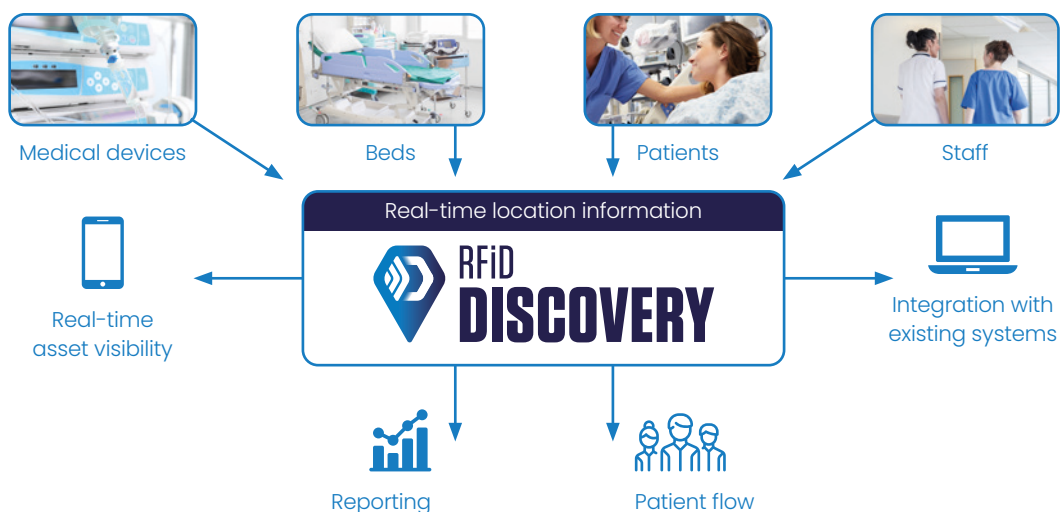 Medical devices
Beds
Patients
Staff
Real-time location information
RFiD
DISCOVERY
Real-time
asset visibility
Integration with
existing systems
Reporting
Patient flow